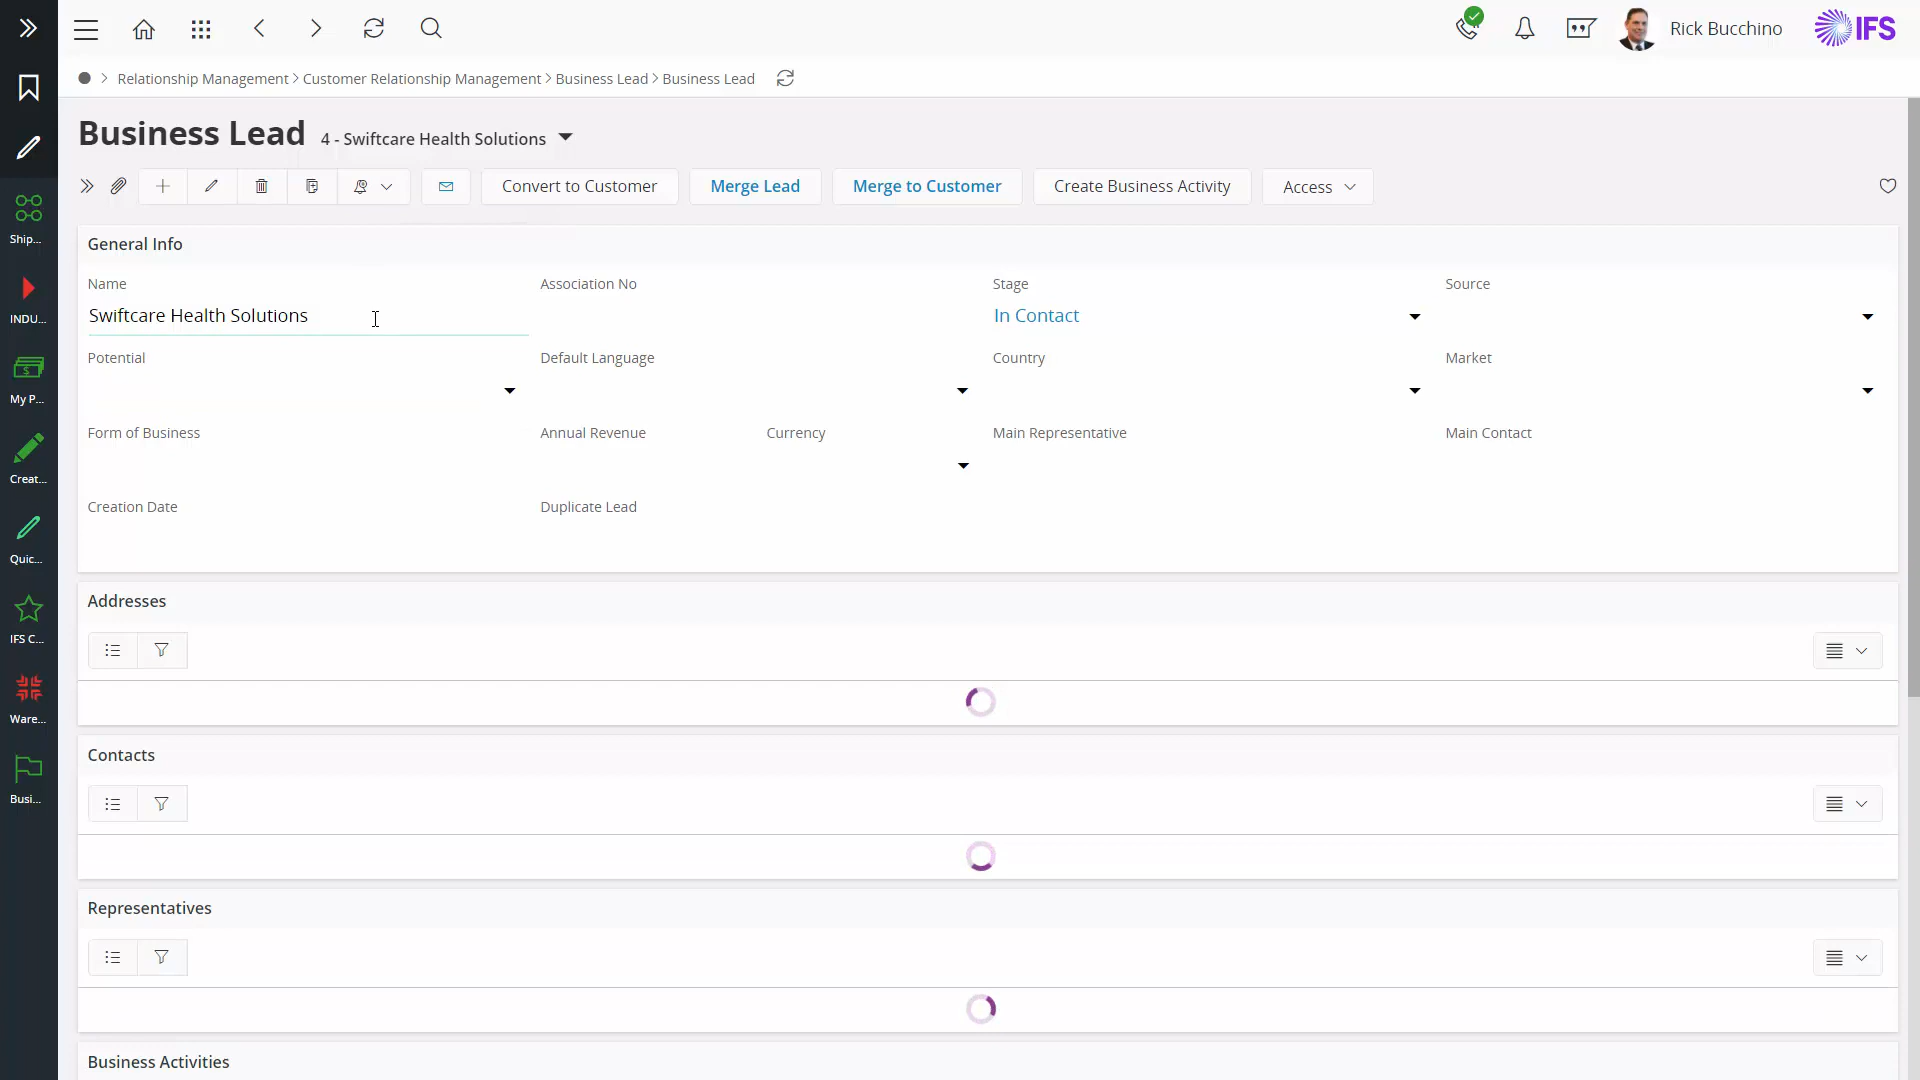 Rick Bucchino
IFS
Relationship Management > Customer Relationship Management > Business Lead > Business Lead
Business Lead 4 - Swiftcare Health Solutions
Convert to Customer Merge Lead Merge to Customer Create Business Activity Access
Ship...
INDU...
My P...
Creat...
Quic...
IFS C...
Ware...
Busi...
General Info
Name Association No Stage Source
Swiftcare Health Solutions In Contact
Potential Default Language Country Market
Form of Business Annual Revenue Currency Main Representative Main Contact
Creation Date Duplicate Lead
Addresses
Contacts
Representatives
Business Activities